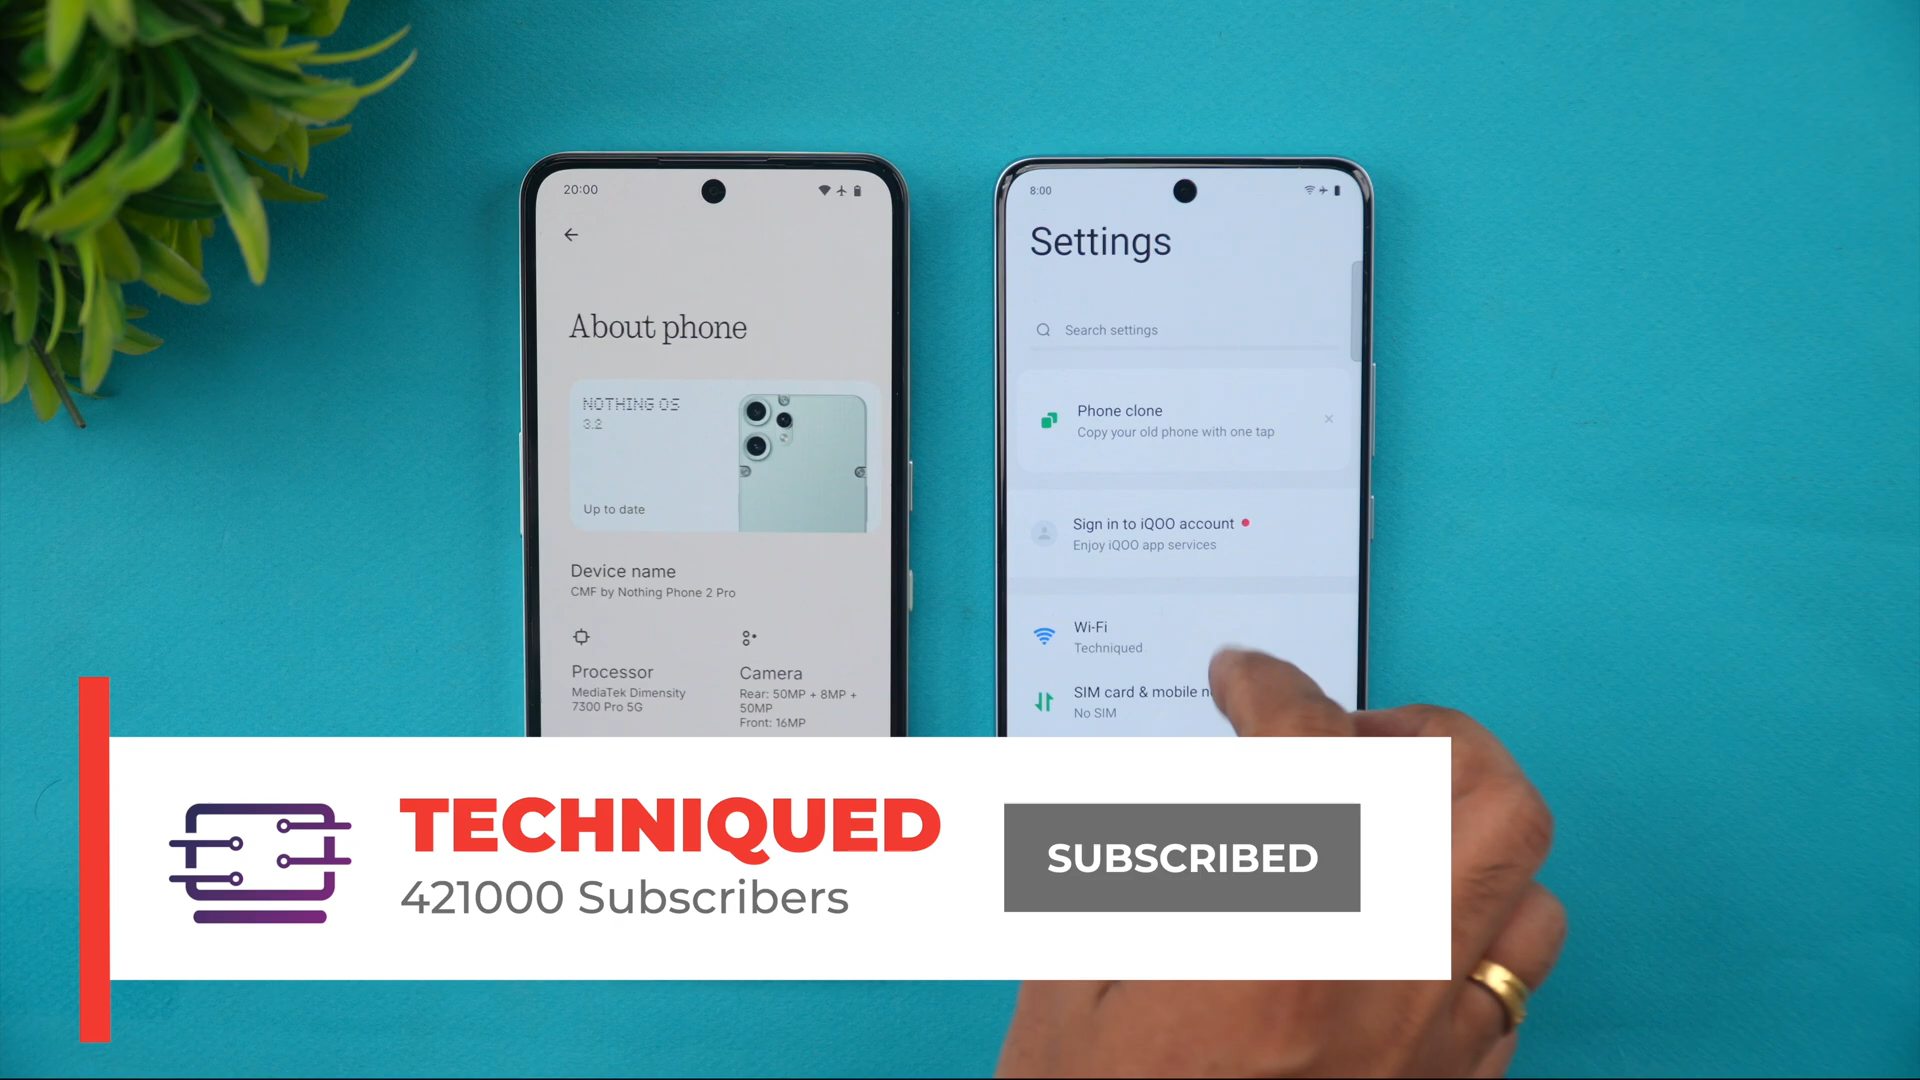 20:00
About phone
NOTHING OS
3.2
Up to date
Device name
CMF by Nothing Phone 2 Pro
Processor
MediaTek Dimensity
7300 Pro 5G
Camera
Rear: 50MP + 8MP +
50MP
Front: 16MP
8:00
Settings
Search settings
Phone clone
Copy your old phone with one tap
Sign in to iQOO account
Enjoy iQOO app services
Wi-Fi
Techniqued
SIM card & mobile n
No SIM
TECHNIQUED
421000 Subscribers
SUBSCRIBED